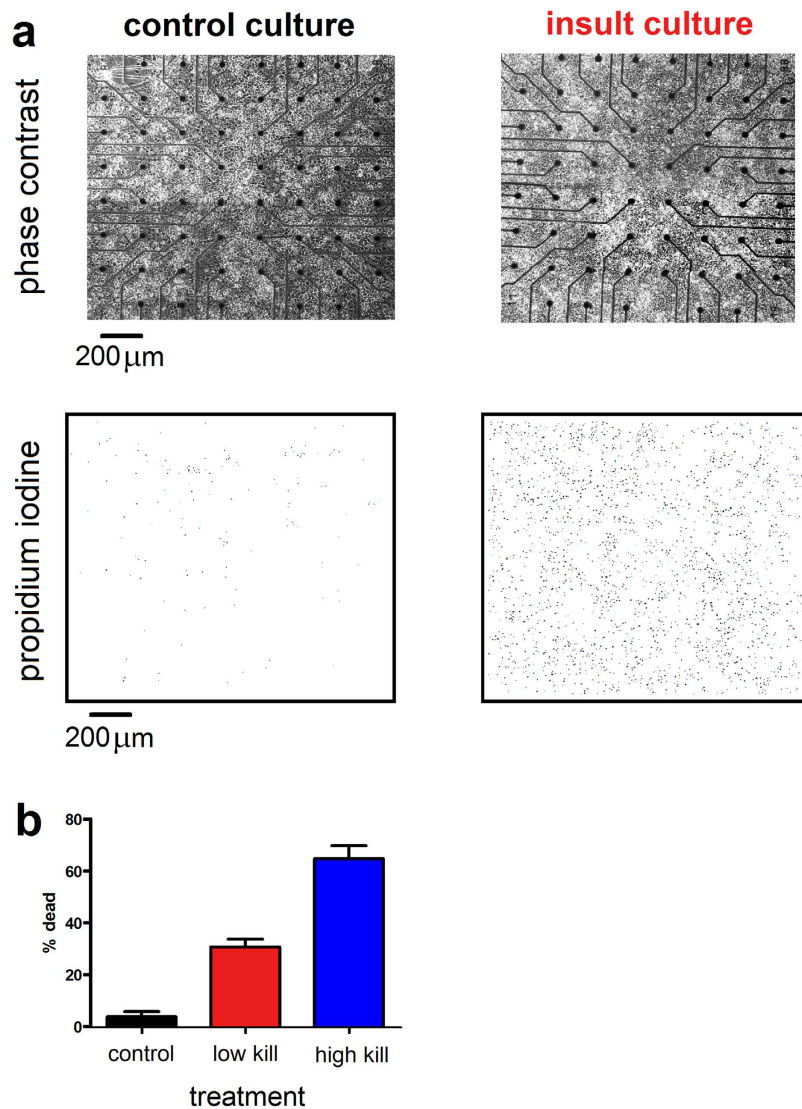 a
control culture
insult culture
phase contrast
200 μm
propidium iodine
200 μm
b
80
60
40
20
0
% dead
control
low kill
high kill
treatment